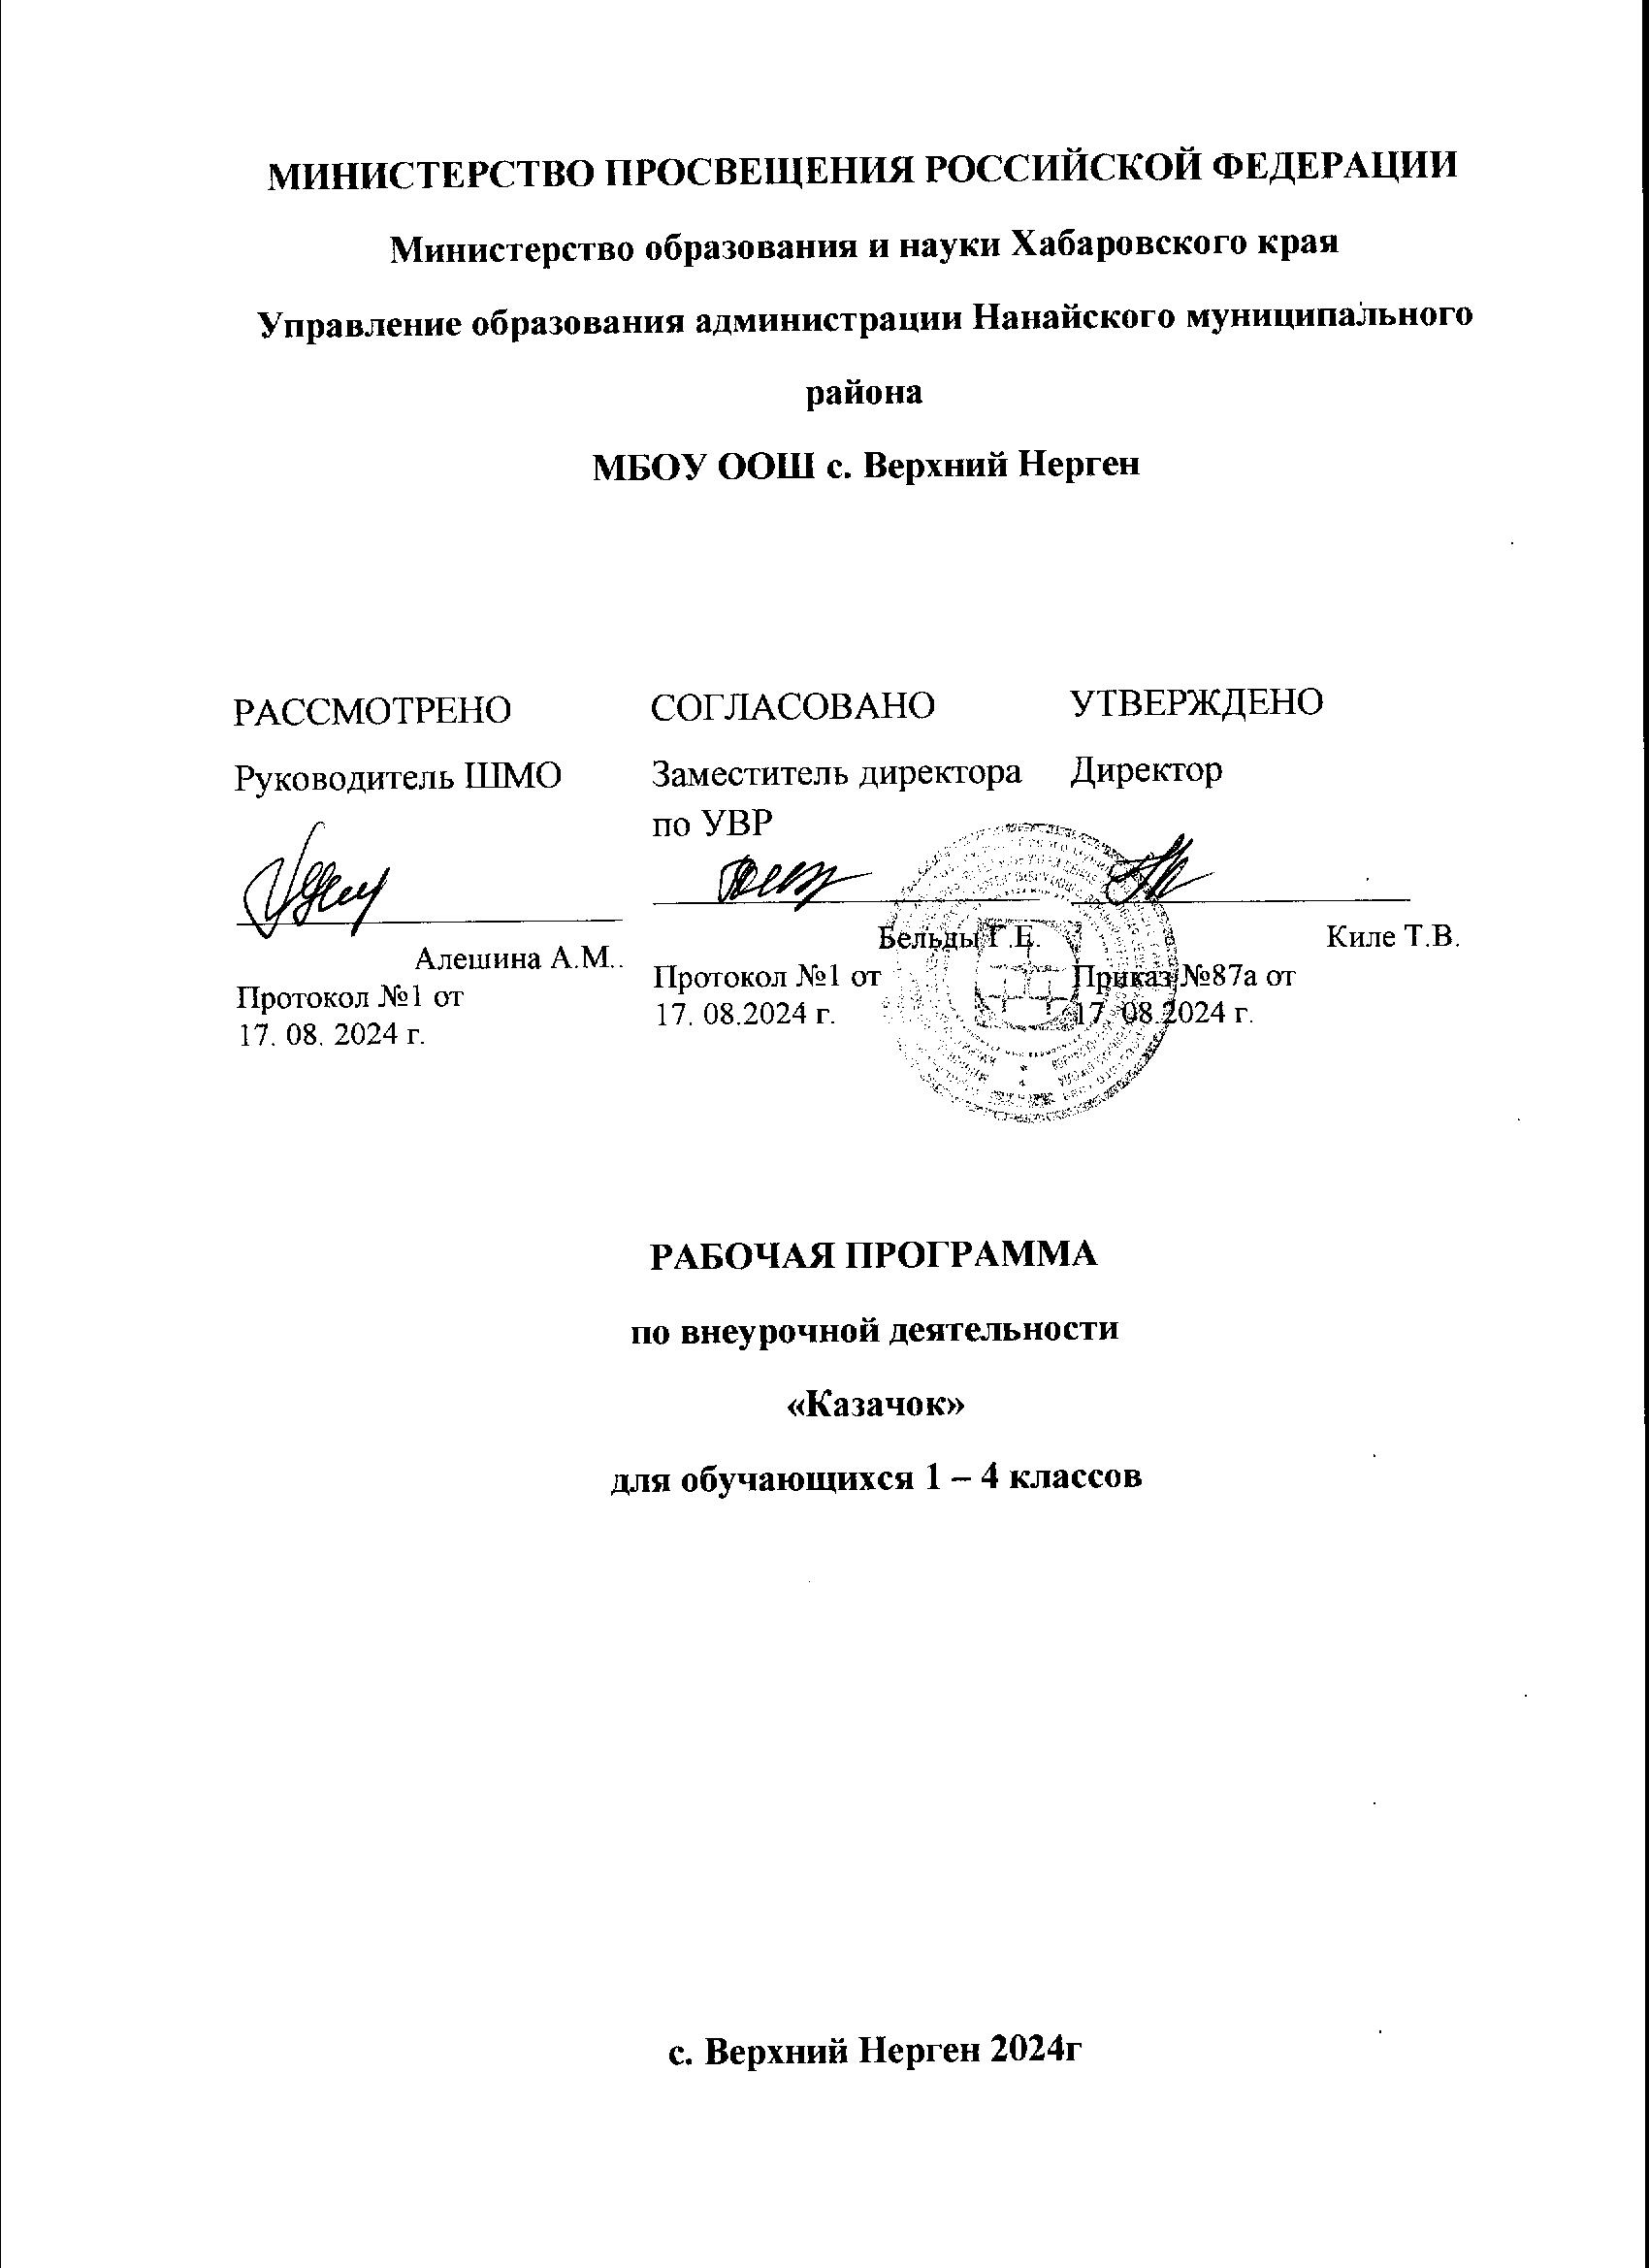 МИНИСТЕРСТВО ПРОСВЕЩЕНИЯ РОССИЙСКОЙ ФЕДЕРАЦИИ
Министерство образования и науки Хабаровского края
Управление образования администрации Нанайского муниципального
района
МБОУ ООШ с. Верхний Нерген
РАССМОТРЕНО
Руководитель ШМО
Алешина А.М..
Протокол №1 от
17. 08. 2024 г.
СОГЛАСОВАНО
Заместитель директора
по УВР
Бельды Г.Е.
Протокол №1 от
17. 08.2024 г.
УТВЕРЖДЕНО
Директор
Киле Т.В.
Приказ №87а от
17. 08.2024 г.
РАБОЧАЯ ПРОГРАММА
по внеурочной деятельности
«Казачок»
для обучающихся 1 – 4 классов
с. Верхний Нерген 2024г